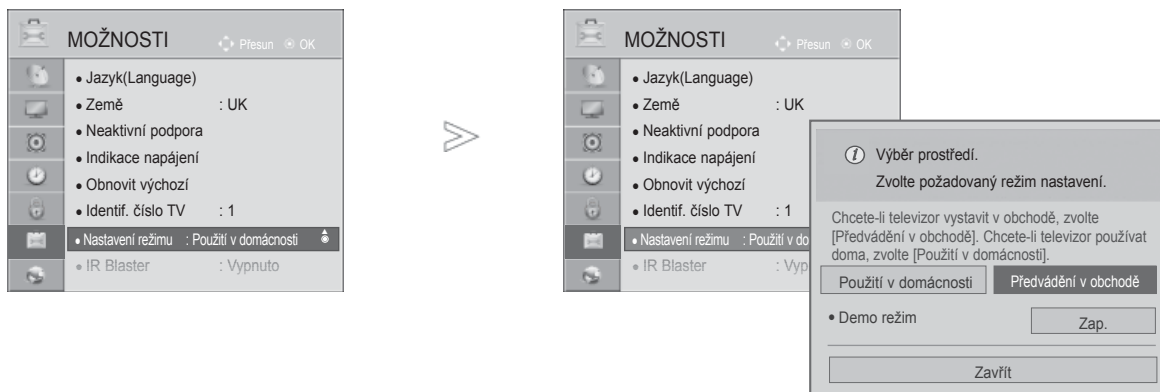 MOŽNOSTI
Přesun
OK
• Jazyk(Language)
• Země : UK
• Neaktivní podpora
• Indikace napájení
• Obnovit výchozí
• Identif. číslo TV : 1
• Nastavení režimu : Použití v domácnosti
• IR Blaster : Vypnuto
MOŽNOSTI
Přesun
OK
• Jazyk(Language)
• Země : UK
• Neaktivní podpora
• Indikace napájení
• Obnovit výchozí
• Identif. číslo TV : 1
• Nastavení režimu : Použití v do
• IR Blaster : Vyp
i Výběr prostředí.
Zvolte požadovaný režim nastavení.
Chcete-li televizor vystavit v obchodě, zvolte
[Předvádění v obchodě]. Chcete-li televizor používat
doma, zvolte [Použití v domácnosti].
Použití v domácnosti
Předvádění v obchodě
• Demo režim
Zap.
Zavřít